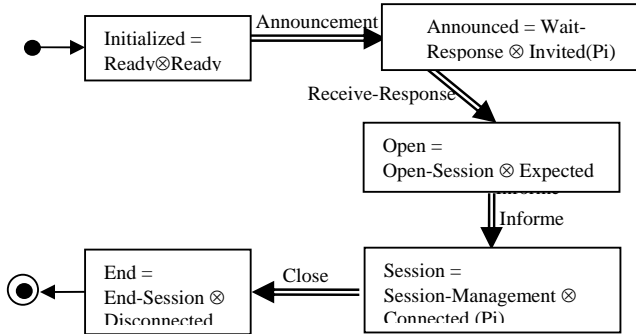 Announcement
Initialized =
Ready⊗Ready
Announced = Wait-
Response ⊗ Invited(Pi)
Receive-Response
Open =
Open-Session ⊗ Expected
Informe
Informe
Session =
Session-Management ⊗
Connected (Pi)
Close
End =
End-Session ⊗
Disconnected